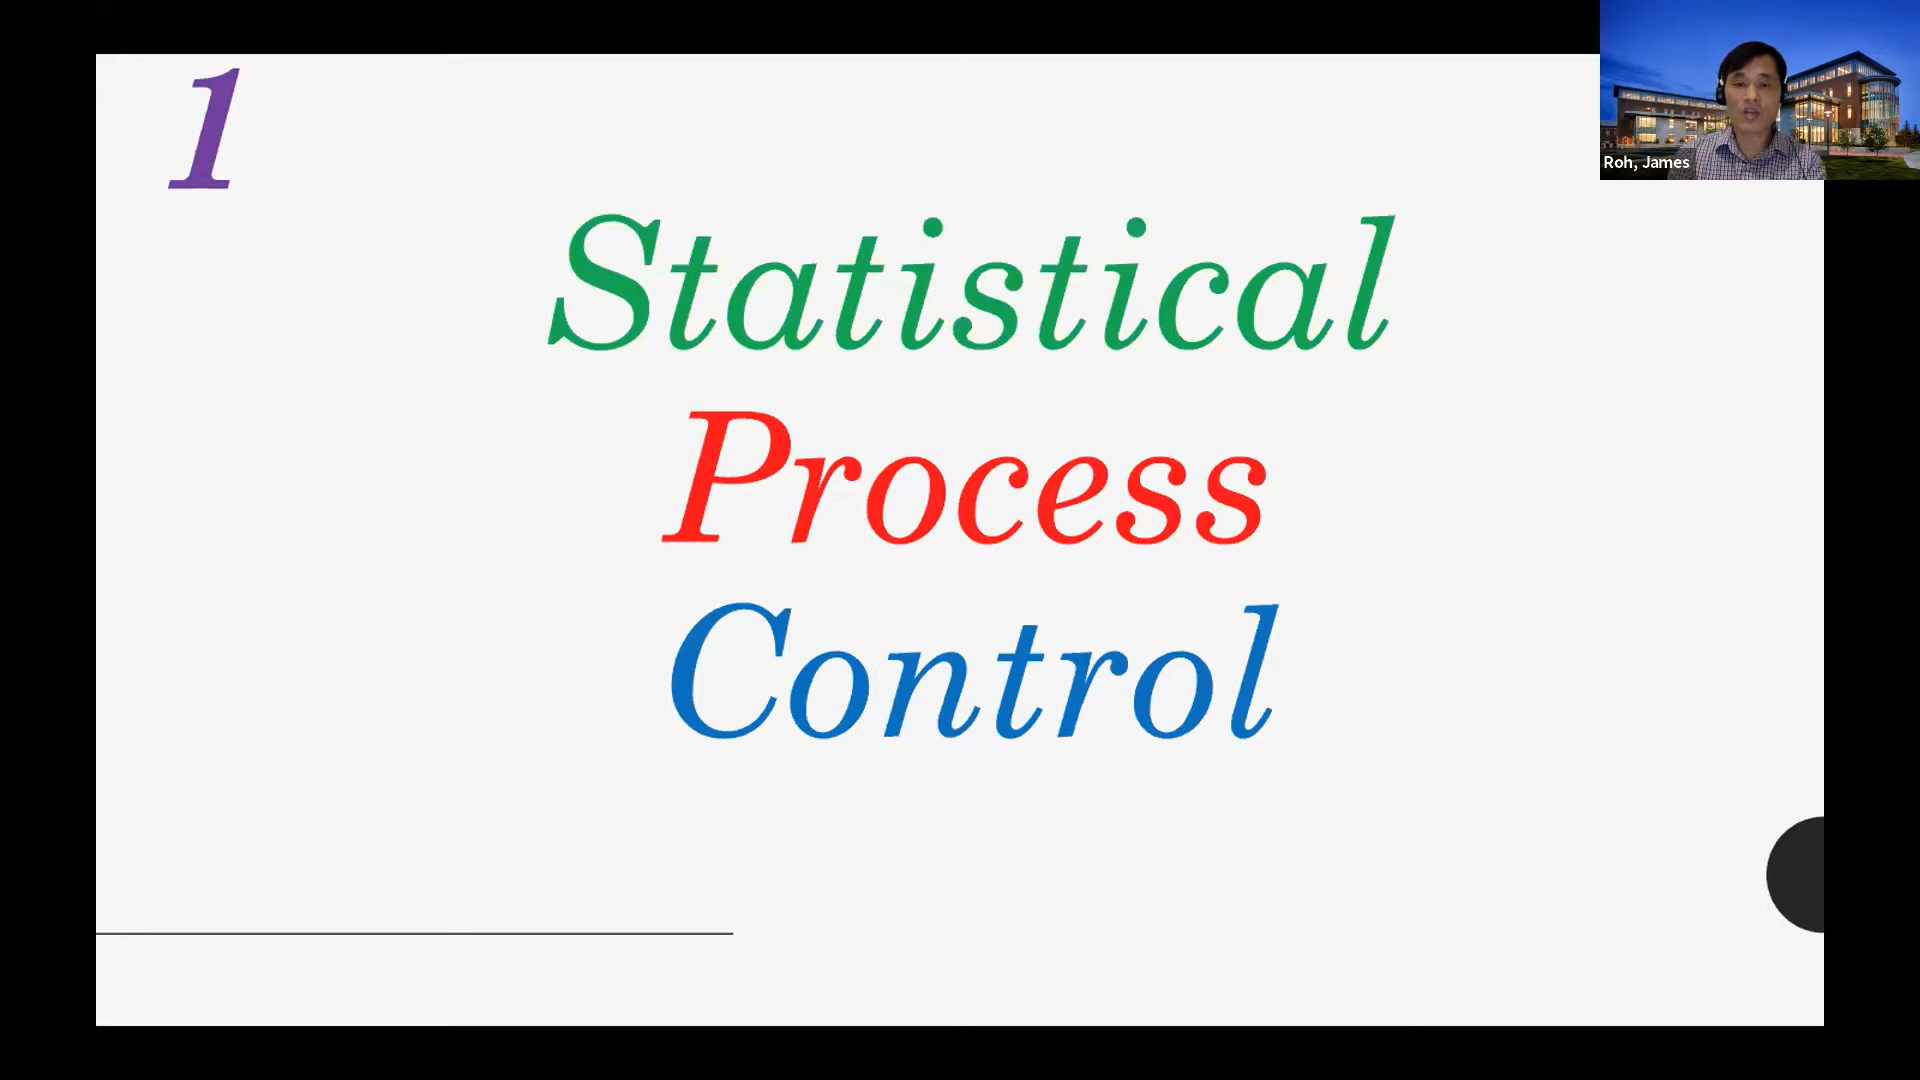 1
Roh, James
Statistical
Process
Control